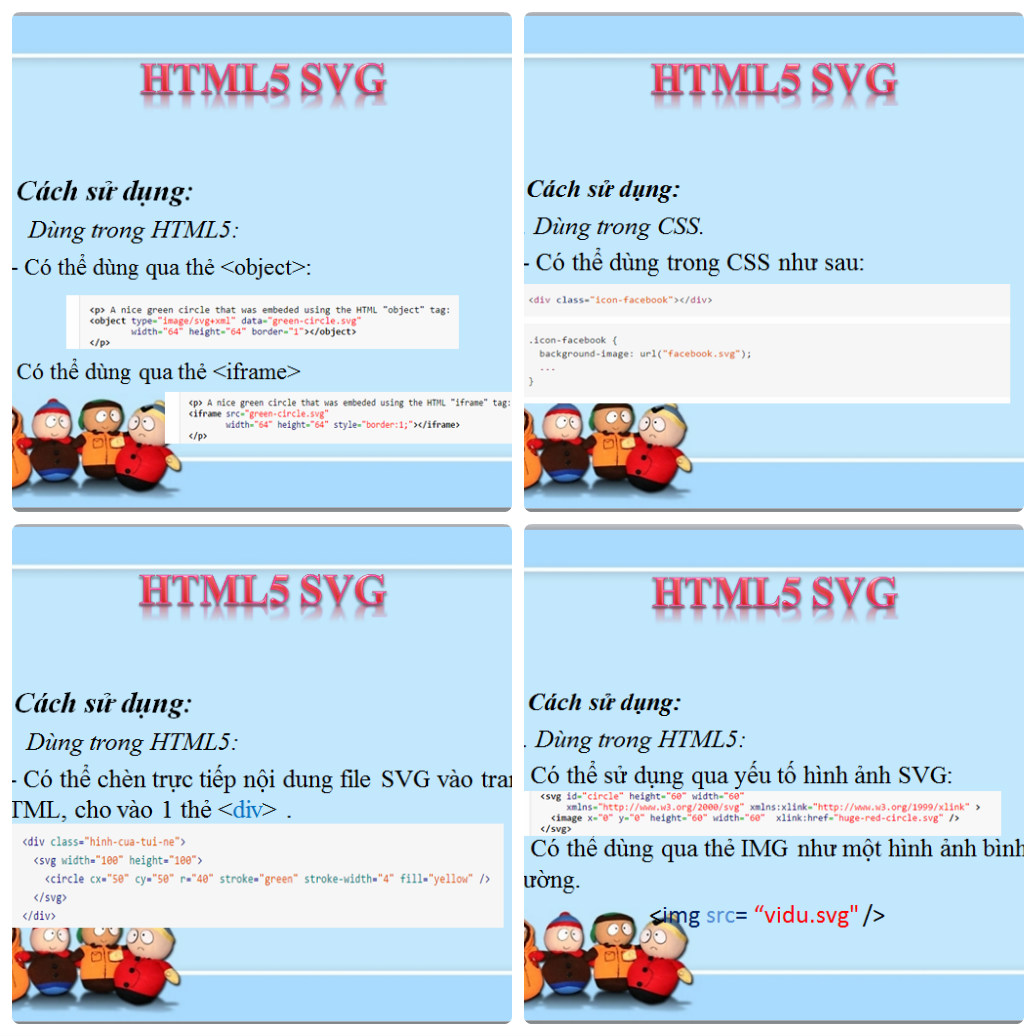 HTML5 SVG
Cách sử dụng:
Dùng trong HTML5:
- Có thể dùng qua thẻ <object>:
<p> A nice green circle that was embeded using the HTML "object" tag:
<object type="image/svg+xml" data="green-circle.svg"
width="64" height="64" border="1"></object>
</p>
Có thể dùng qua thẻ <iframe>
<p> A nice green circle that was embeded using the HTML "iframe" tag:
<iframe src="green-circle.svg"
width="64" height="64" style="border:1;"></iframe>
</p>
HTML5 SVG
Cách sử dụng:
. Dùng trong CSS.
- Có thể dùng trong CSS như sau:
<div class="icon-facebook"></div>
.icon-facebook {
background-image: url("facebook.svg");
...
}
HTML5 SVG
Cách sử dụng:
Dùng trong HTML5:
- Có thể chèn trực tiếp nội dung file SVG vào tran
TML, cho vào 1 thẻ <div> .
<div class="hinh-cua-tui-ne">
<svg width="100" height="100">
<circle cx="50" cy="50" r="40" stroke="green" stroke-width="4" fill="yellow" />
</svg>
</div>
HTML5 SVG
Cách sử dụng:
. Dùng trong HTML5:
Có thể sử dụng qua yếu tố hình ảnh SVG:
<svg id="circle" height="60" width="60"
xmlns="http://www.w3.org/2000/svg" xmlns:xlink="http://www.w3.org/1999/xlink" >
<image x="0" y="0" height="60" width="60" xlink:href="huge-red-circle.svg" />
</svg>
Có thể dùng qua thẻ IMG như một hình ảnh bình
ường.
<img src= “vidu.svg" />